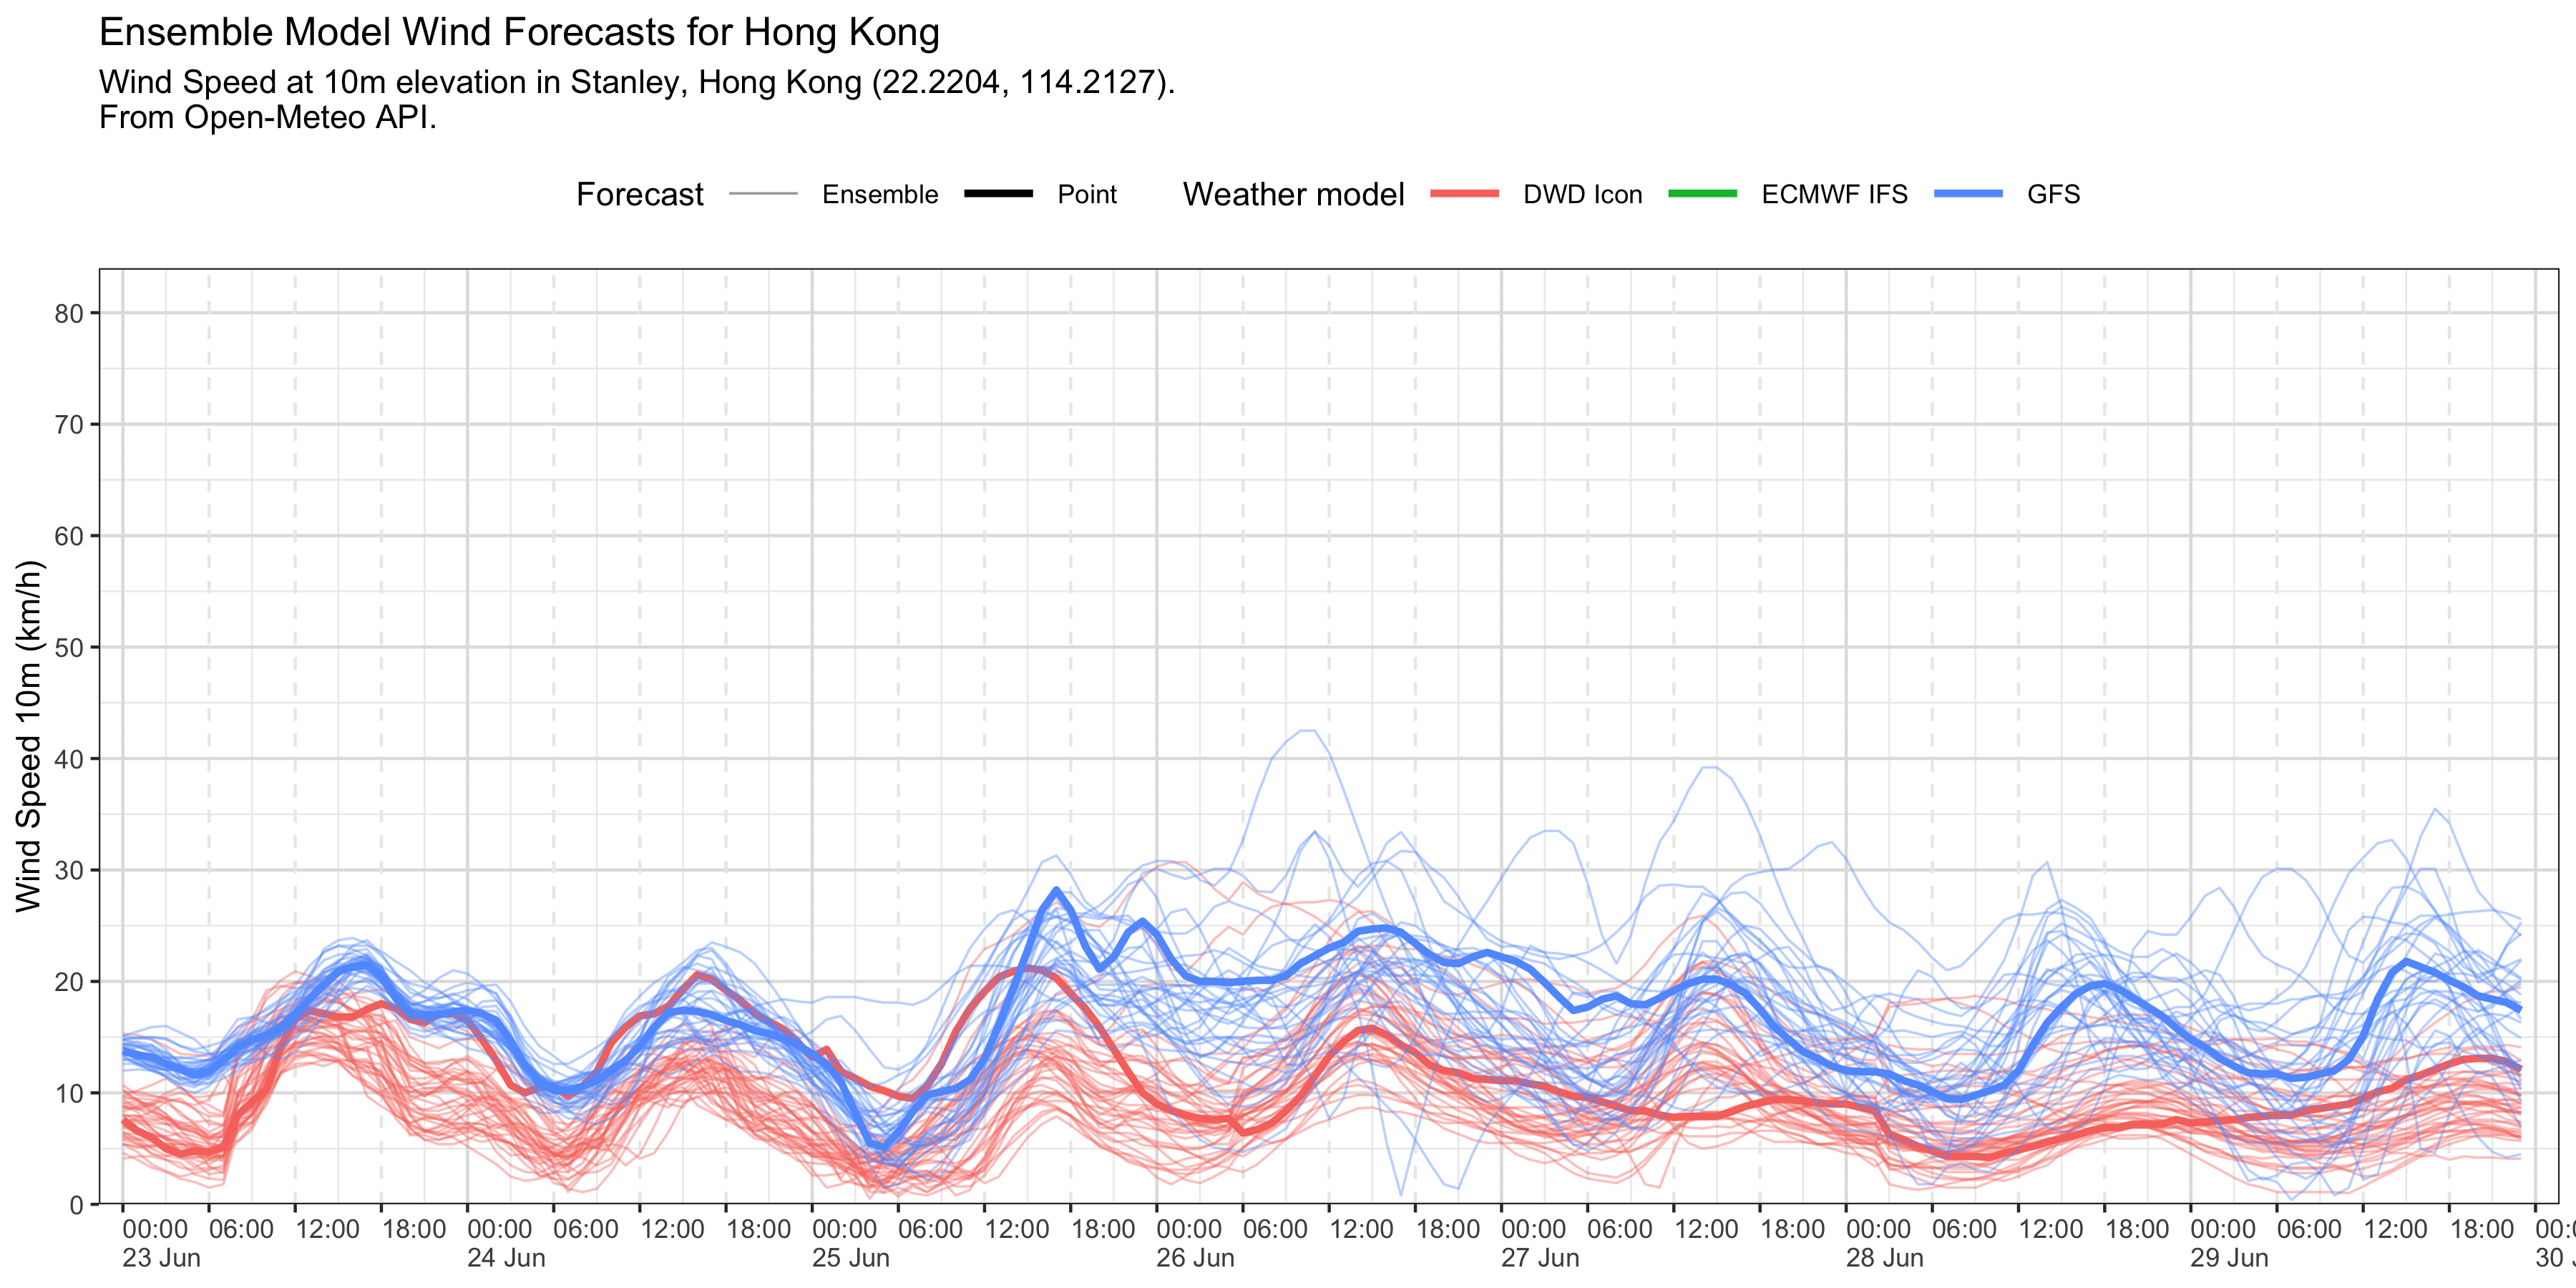 Ensemble Model Wind Forecasts for Hong Kong
Wind Speed at 10m elevation in Stanley, Hong Kong (22.2204, 114.2127).
From Open-Meteo API.
Forecast Ensemble Point Weather model DWD Icon ECMWF IFS GFS
Wind Speed 10m (km/h)
80
70
60
50
40
30
20
10
0
00:00 06:00 12:00 18:00 00:00 06:00 12:00 18:00 00:00 06:00 12:00 18:00 00:00 06:00 12:00 18:00 00:00 06:00 12:00 18:00 00:00 06:00 12:00 18:00 00:00 06:00 12:00 18:00
23 Jun 24 Jun 25 Jun 26 Jun 27 Jun 28 Jun 29 Jun 30